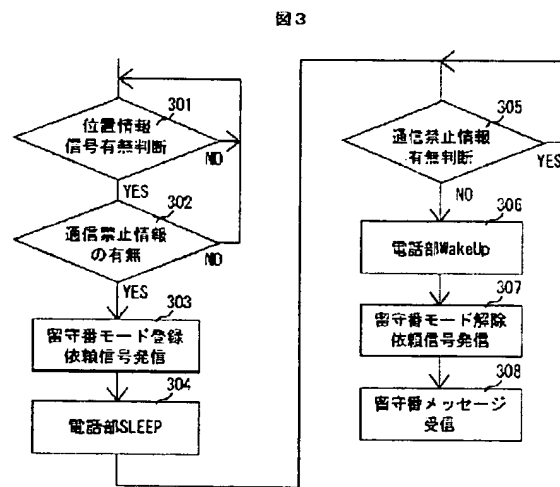 図3
301
位置情報
信号有無判断
NO
YES
302
通信禁止情報
の有無
NO
YES
303
留守番モード登録
依頼信号発信
304
電話部SLEEP
305
通信禁止情報
有無判断
YES
NO
306
電話部WakeUp
307
留守番モード解除
依頼信号発信
308
留守番メッセージ
受信